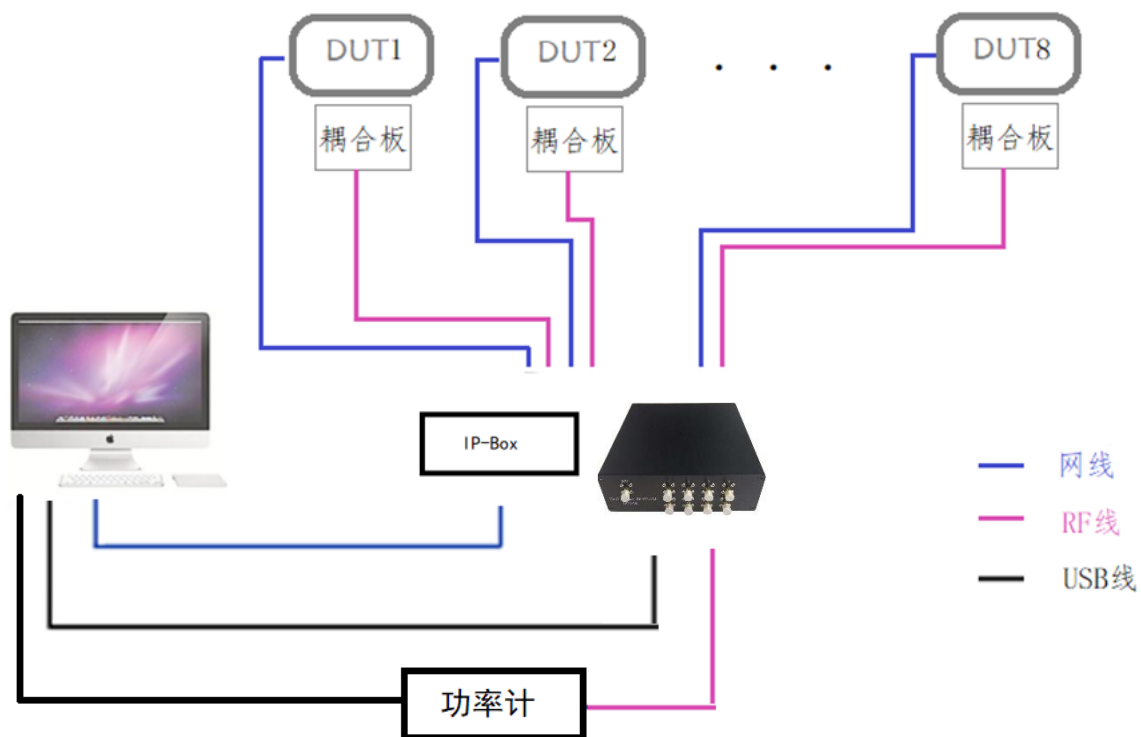 DUT1
DUT2
. . .
DUT8
耦合板
耦合板
耦合板
IP-Box
网线
RF线
USB线
功率计